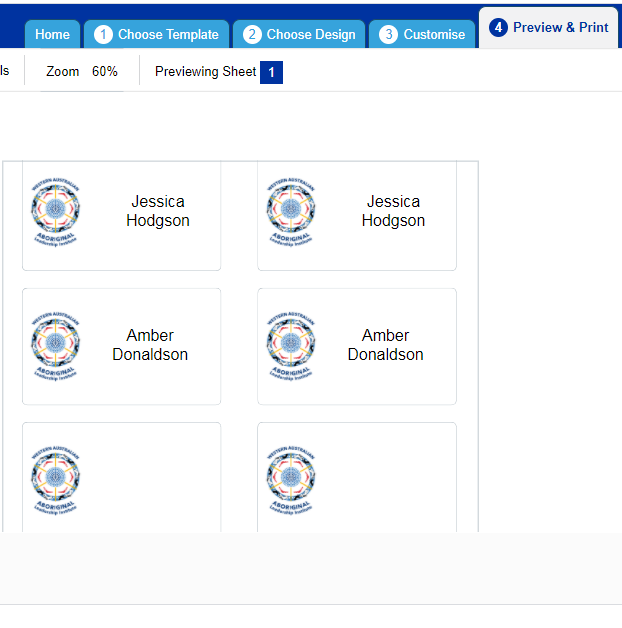 Home
1 Choose Template
2 Choose Design
3 Customise
4 Preview & Print
ls
Zoom 60%
Previewing Sheet 1
WESTERN AUSTRALIAN
ABORIGINAL
Leadership Institute
Jessica
Hodgson
WESTERN AUSTRALIAN
ABORIGINAL
Leadership Institute
Jessica
Hodgson
WESTERN AUSTRALIAN
ABORIGINAL
Leadership Institute
Amber
Donaldson
WESTERN AUSTRALIAN
ABORIGINAL
Leadership Institute
Amber
Donaldson
WESTERN AUSTRALIAN
ABORIGINAL
Leadership Institute
WESTERN AUSTRALIAN
ABORIGINAL
Leadership Institute